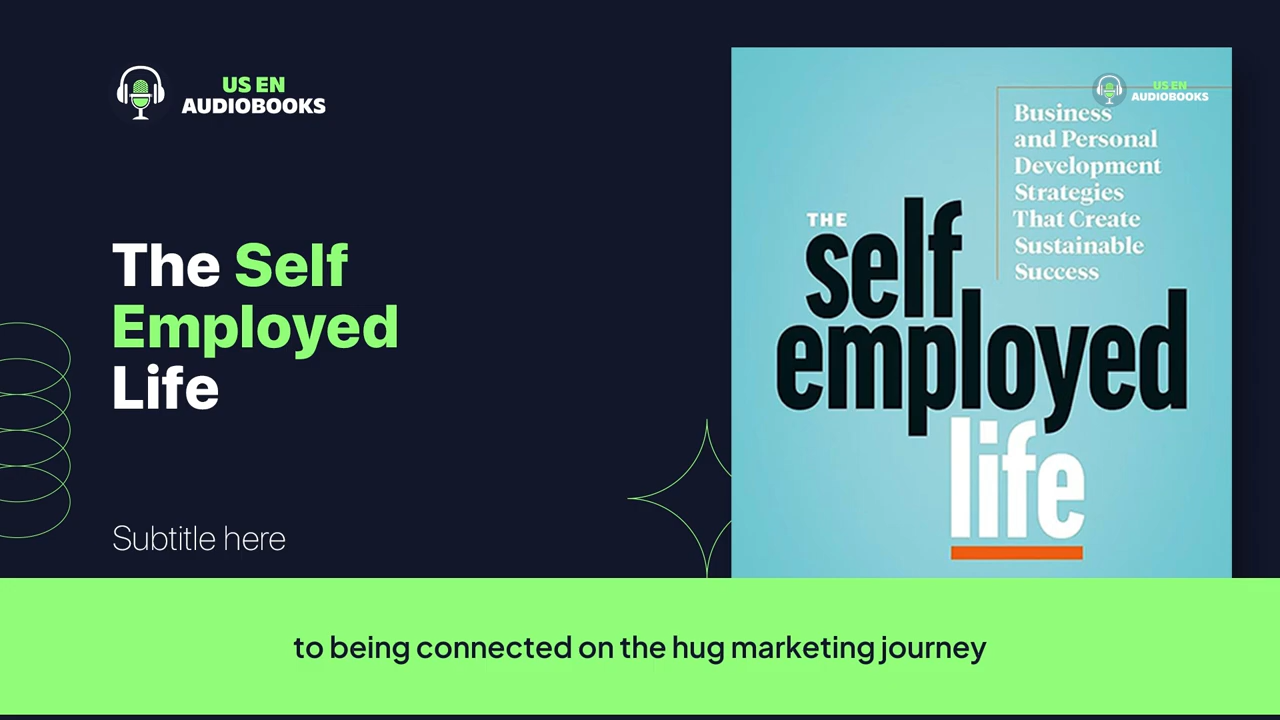 US EN
AUDIOBOOKS
The Self
Employed
Life
Subtitle here
US EN
AUDIOBOOKS
Business
and Personal
Development
Strategies
That Create
Sustainable
Success
THE
self
employed
life
to being connected on the hug marketing journey